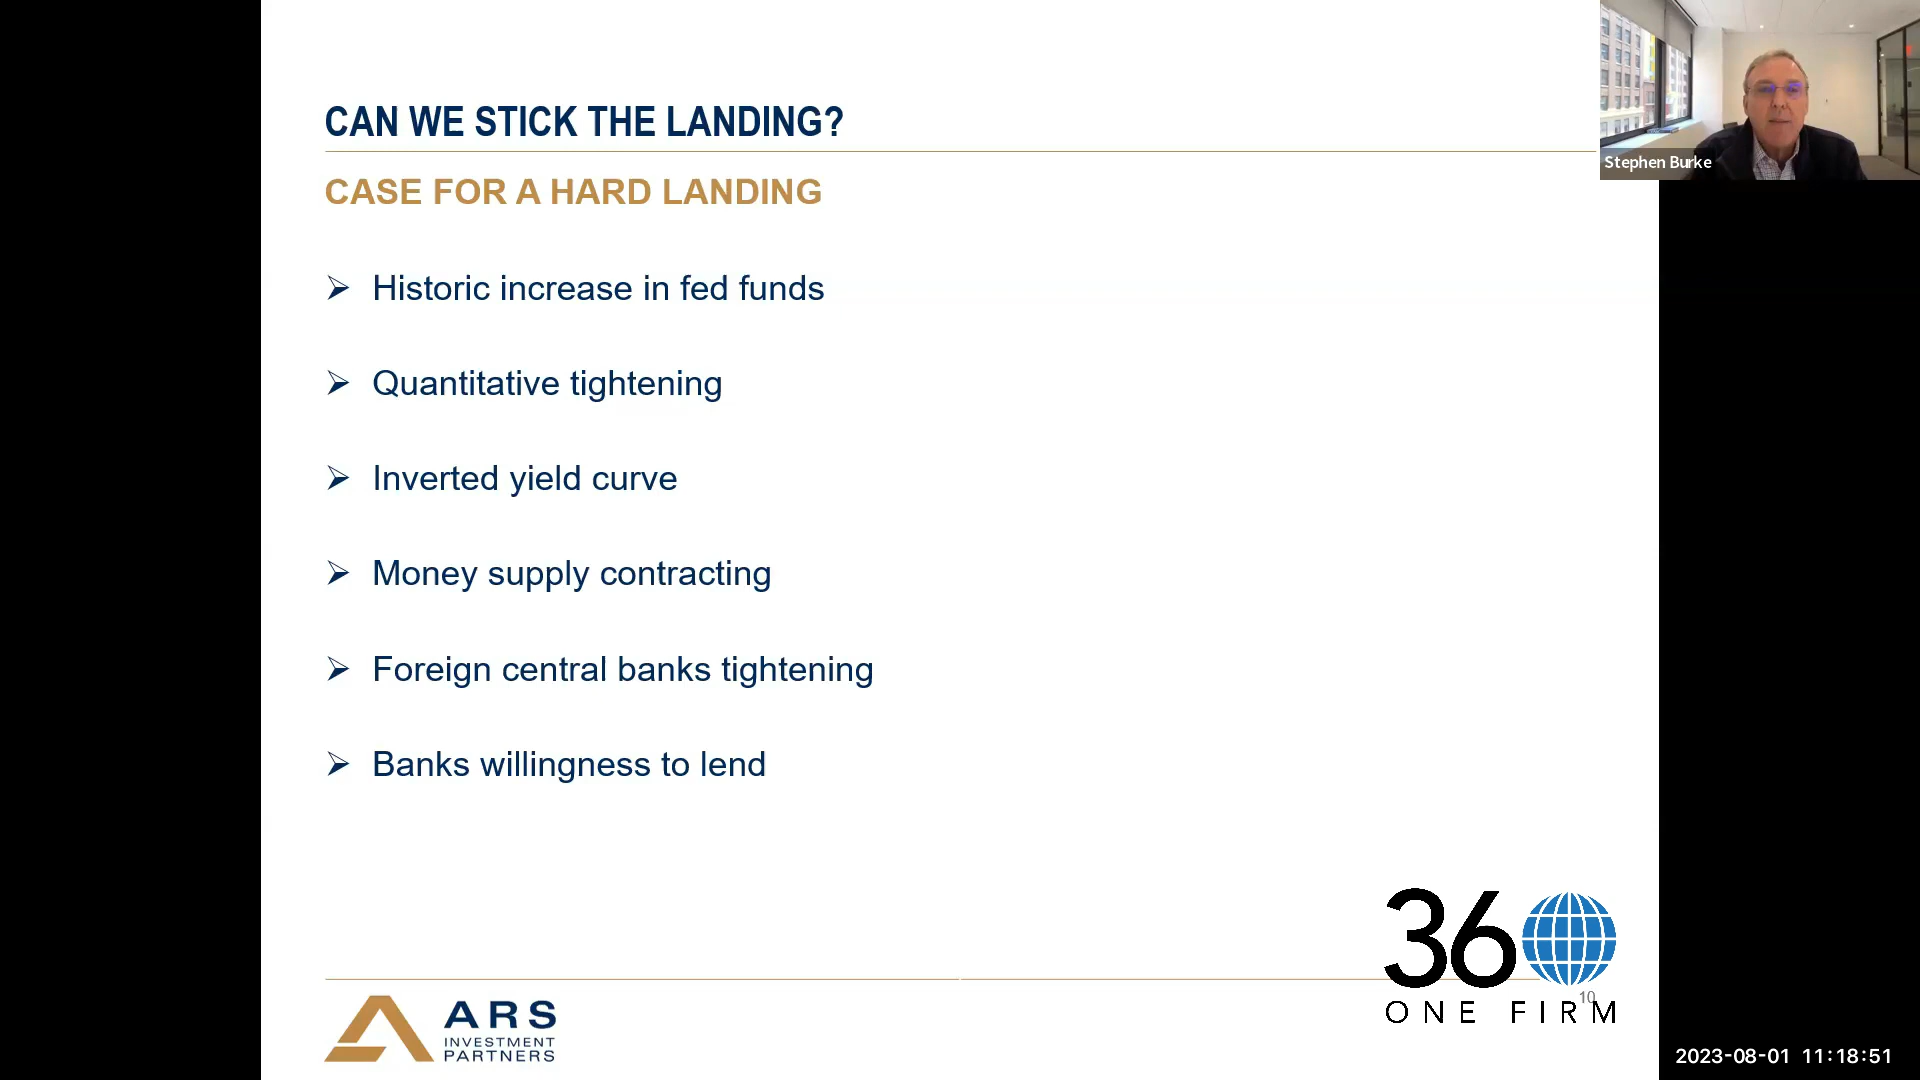 CAN WE STICK THE LANDING?
Stephen Burke
CASE FOR A HARD LANDING
➢ Historic increase in fed funds
➢ Quantitative tightening
➢ Inverted yield curve
➢ Money supply contracting
➢ Foreign central banks tightening
➢ Banks willingness to lend
360
ONE FIRM
10
ARS
INVESTMENT
PARTNERS
2023-08-01 11:18:51